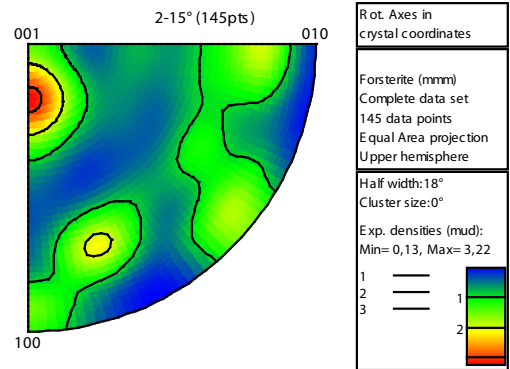 2-15° (145pts)
001
010
100
Rot. Axes in
crystal coordinates
Forsterite (mmm)
Complete data set
145 data points
Equal Area projection
Upper hemisphere
Half width:18°
Cluster size:0°
Exp. densities (mud):
Min= 0,13, Max= 3,22
1
2
3
1
2